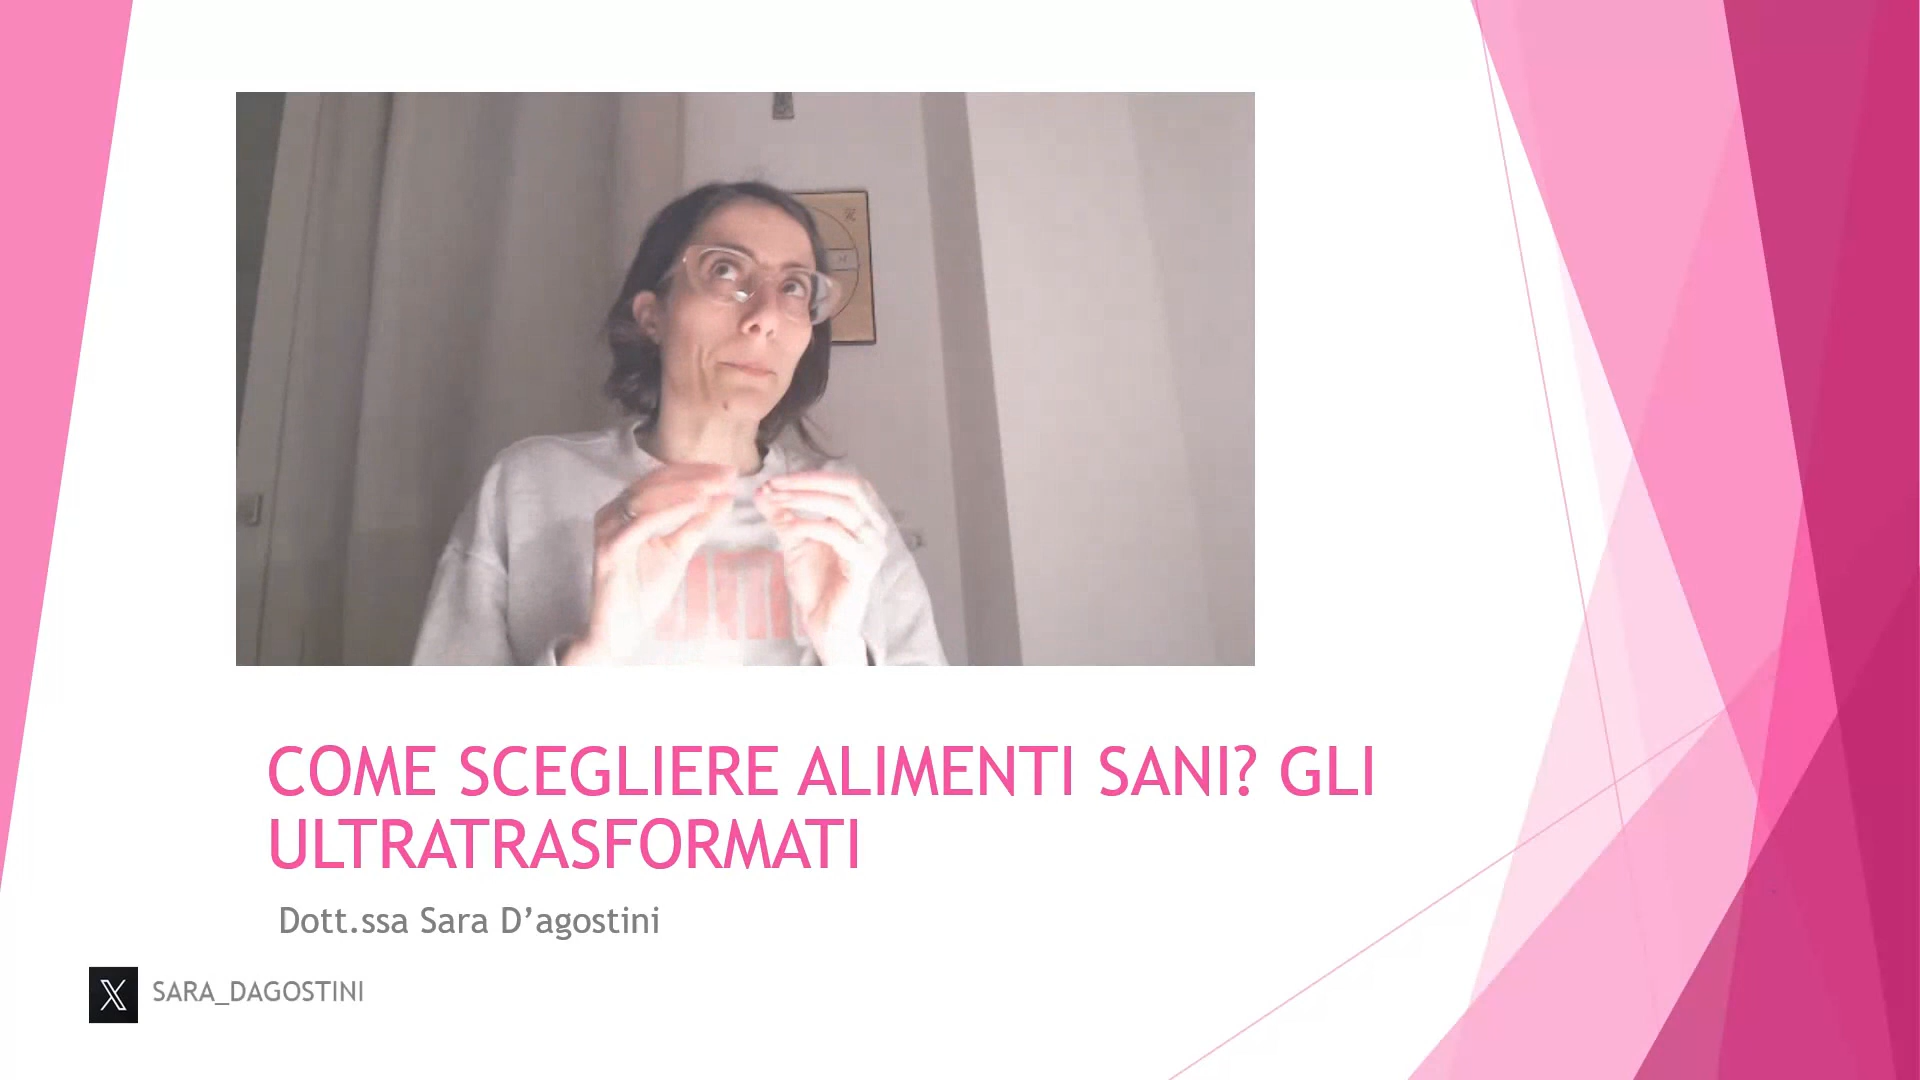 COME SCEGLIERE ALIMENTI SANI? GLI
ULTRATRASFORMATI
Dott.ssa Sara D’agostini
X SARA_DAGOSTINI